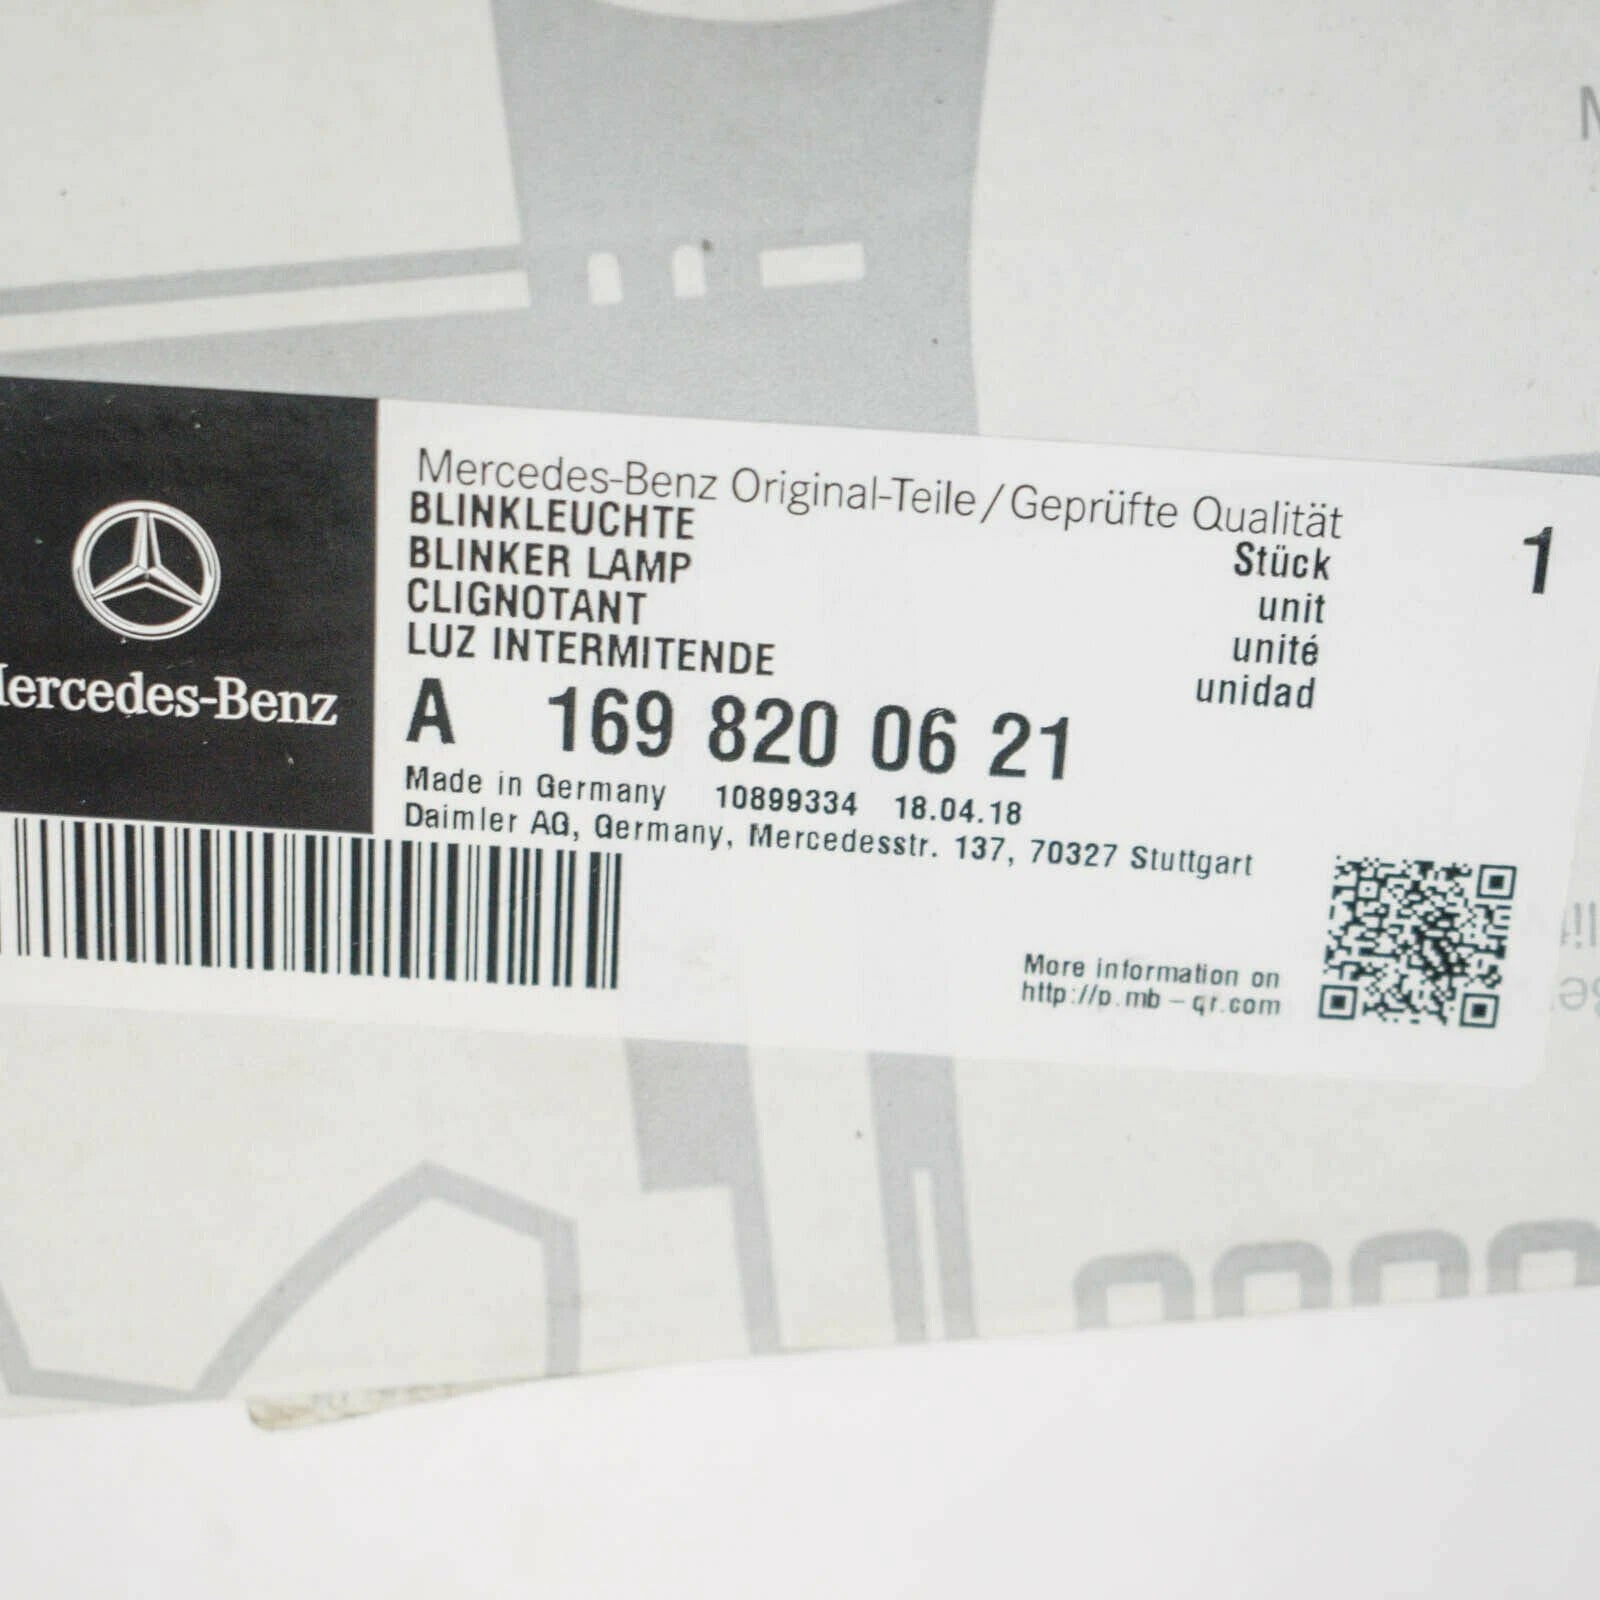 Mercedes-Benz Original-Teile / Geprüfte Qualität
BLINKLEUCHTE
BLINKER LAMP
CLIGNOTANT
LUZ INTERMITENDE
Stück
unit
unité
unidad
1
A 169 820 06 21
Made in Germany 10899334 18.04.18
Daimler AG, Germany, Mercedesstr. 137, 70327 Stuttgart
More information on
http://p.mb-qr.com
Mercedes-Benz